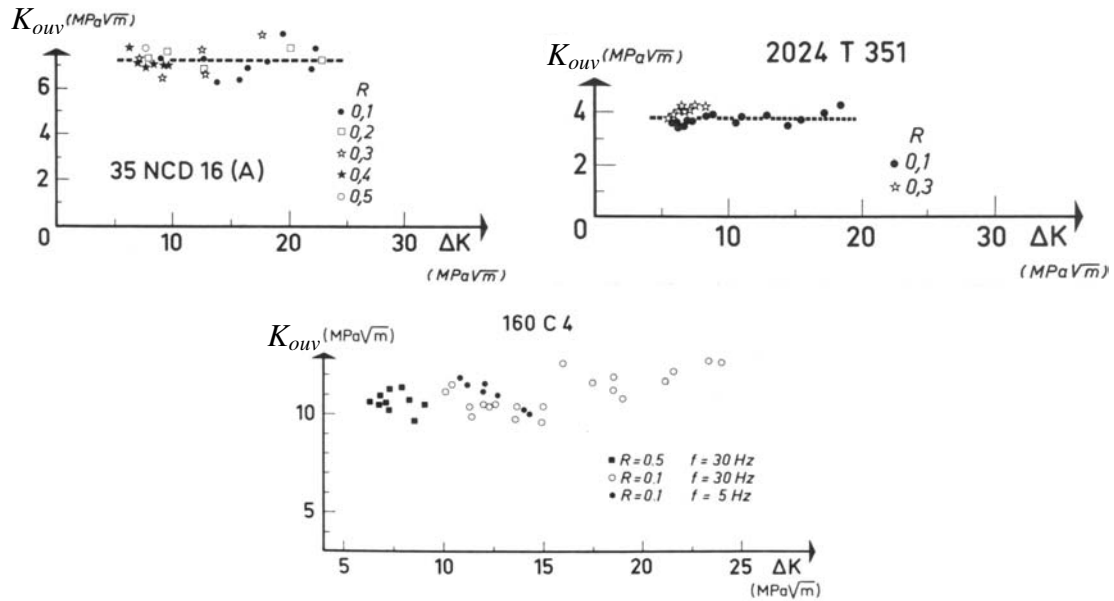 K_ouv (MPa√m)
6
4
2
0
10
20
30
ΔK
(MPa√m)
35 NCD 16 (A)
R
0,1
0,2
0,3
0,4
0,5
K_ouv (MPa√m)
2024 T 351
4
2
0
10
20
30
ΔK
(MPa√m)
R
0,1
0,3
K_ouv (MPa√m)
160 C 4
10
5
5
10
15
20
25
ΔK
(MPa√m)
R=0.5 f=30 Hz
R=0.1 f=30 Hz
R=0.1 f=5 Hz